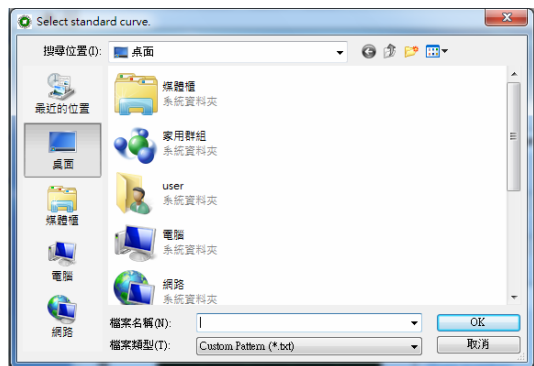 Select standard curve.
搜尋位置(I):
桌面
最近的位置
桌面
媒體櫃
電腦
網路
媒體櫃
系統資料夾
家用群組
系統資料夾
user
系統資料夾
電腦
系統資料夾
網路
系統資料夾
檔案名稱(N):
OK
檔案類型(T):
Custom Pattern (*.txt)
取消